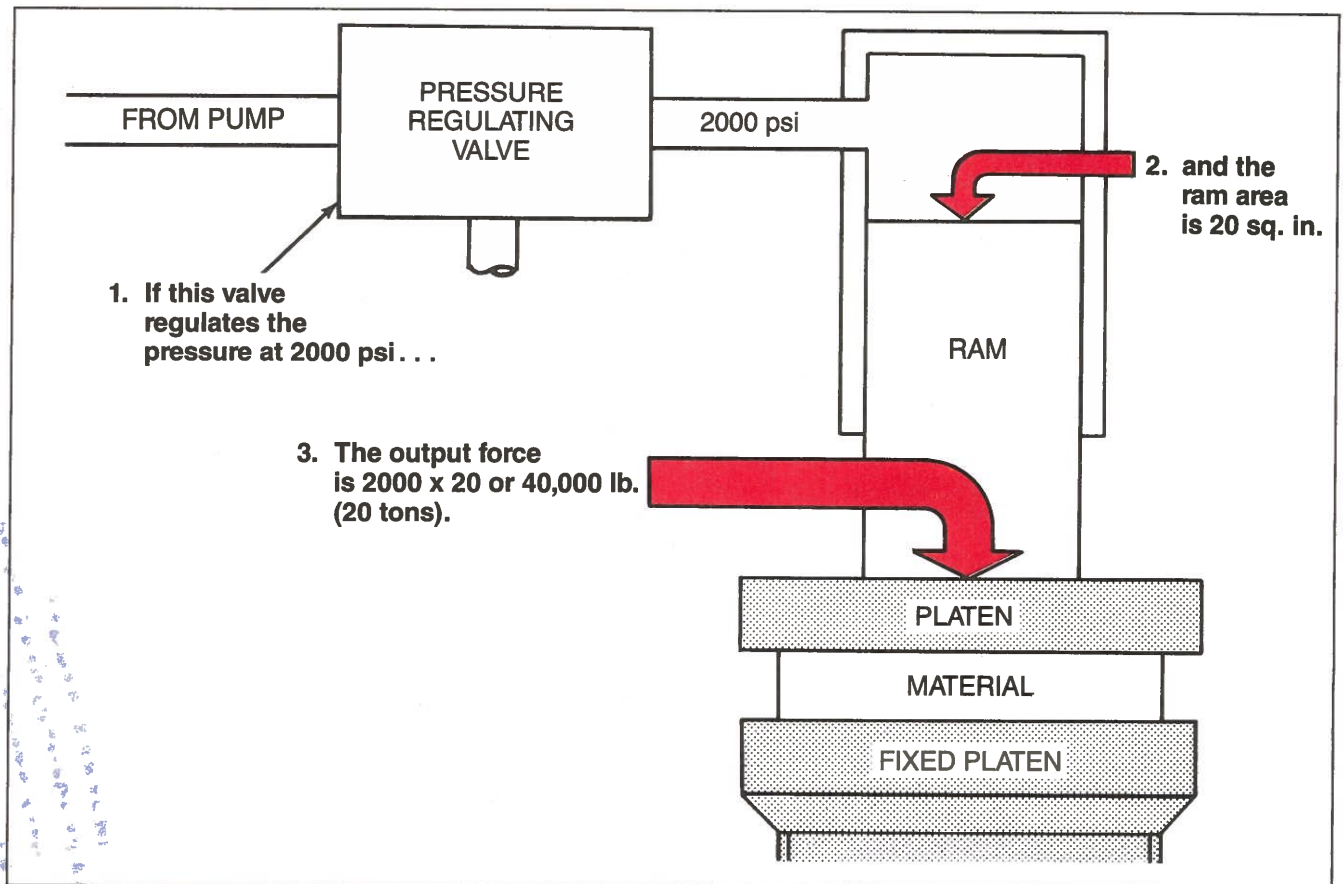 FROM PUMP
PRESSURE
REGULATING
VALVE
2000 psi
2. and the
ram area
is 20 sq. in.
1. If this valve
regulates the
pressure at 2000 psi . . .
RAM
3. The output force
is 2000 x 20 or 40,000 lb.
(20 tons).
PLATEN
MATERIAL
FIXED PLATEN